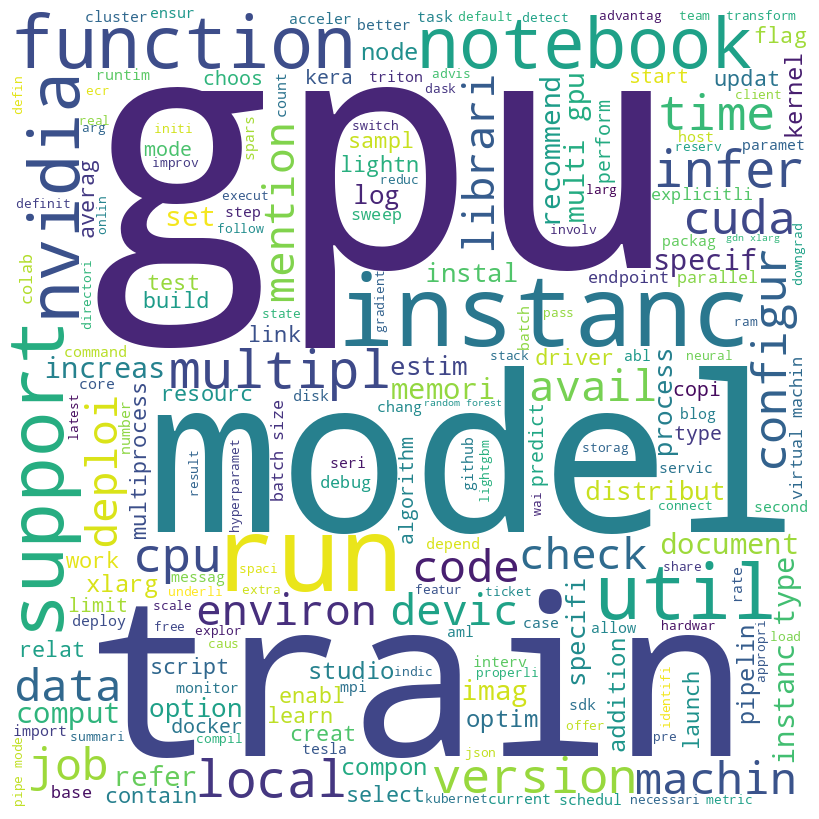 cluster
ensur
acceler
better
task
default
detect
advantag
team
transform
function
node
notebook
flag
runtim
choos
kera
triton
advis
start
updat
defin
ecr
nvidia
real
arg
count
dask
client
initi
mode
improv
spars
gpu
switch
sampl
lightn
reduc
log
sweep
librari
recommend
multi gpu
perform
larg
time
host
kernel
reserv
paramet
infer
explicitli
definit
averag
onlin
set
execut
step
follow
mention
involv
cuda
packag
specif
gdn xlarg
downgrad
colab
directori
test
build
link
state
gradient
instal
instanc
endpoint
parallel
batch
pass
ram
configur
virtual machin
support
command
increas
core
multipl
resourc
disk
estim
memori
chang
random forest
stack
driver
abl
neural
avail
process
copi
blog
type
latest
deploi
number
multiprocess
result
hyperparamet
batch size
model
seri
debug
algorithm
github
lightgbm
wai
predict
storag
servic
distribut
connect
second
work
xlarg
messag
cpu
run
spaci
extra
depend
code
check
document
limit
underli
deploy
scale
free
environ
featur
devic
ticket
share
util
rate
relat
explor
caus
train
aml
case
allow
specifi
hardwar
load
appropri
instanc type
data
script
monitor
mpi
enabl
studio
indic
interv
properli
imag
sdk
addition
launch
identifi
pipelin
comput
option
docker
learn
creat
optim
offer
pre
import
summari
compil
tesla
json
pipe mode
job
base
refer
contain
local
compon
select
version
kubernet
current
schedul
machin
necessari
metric